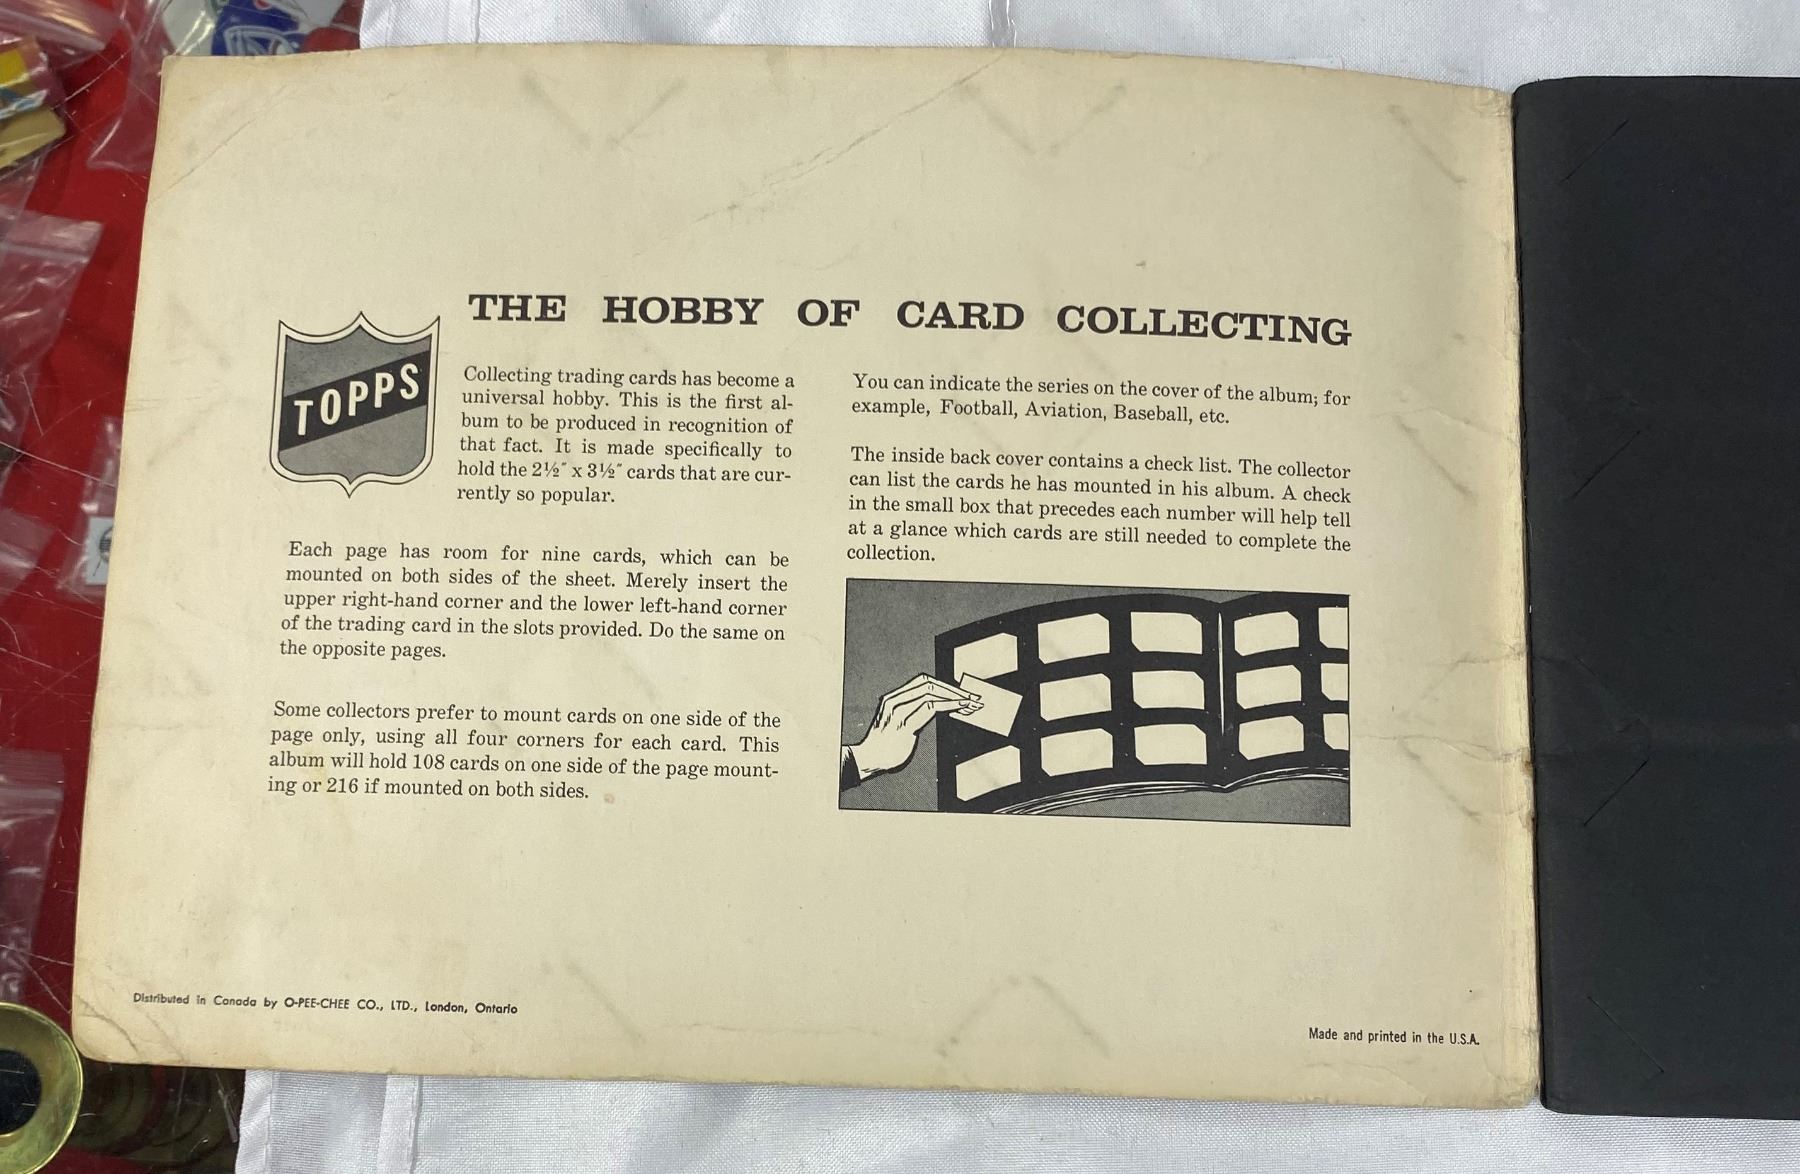 THE HOBBY OF CARD COLLECTING
TOPPS
Collecting trading cards has become a
universal hobby. This is the first al-
bum to be produced in recognition of
that fact. It is made specifically to
hold the 2½″ x 3½″ cards that are cur-
rently so popular.
Each page has room for nine cards, which can be
mounted on both sides of the sheet. Merely insert the
upper right-hand corner and the lower left-hand corner
of the trading card in the slots provided. Do the same on
the opposite pages.
Some collectors prefer to mount cards on one side of the
page only, using all four corners for each card. This
album will hold 108 cards on one side of the page mount-
ing or 216 if mounted on both sides.
You can indicate the series on the cover of the album; for
example, Football, Aviation, Baseball, etc.
The inside back cover contains a check list. The collector
can list the cards he has mounted in his album. A check
in the small box that precedes each number will help tell
at a glance which cards are still needed to complete the
collection.
Distributed in Canada by O-PEE-CHEE CO., LTD., London, Ontario
Made and printed in the U.S.A.